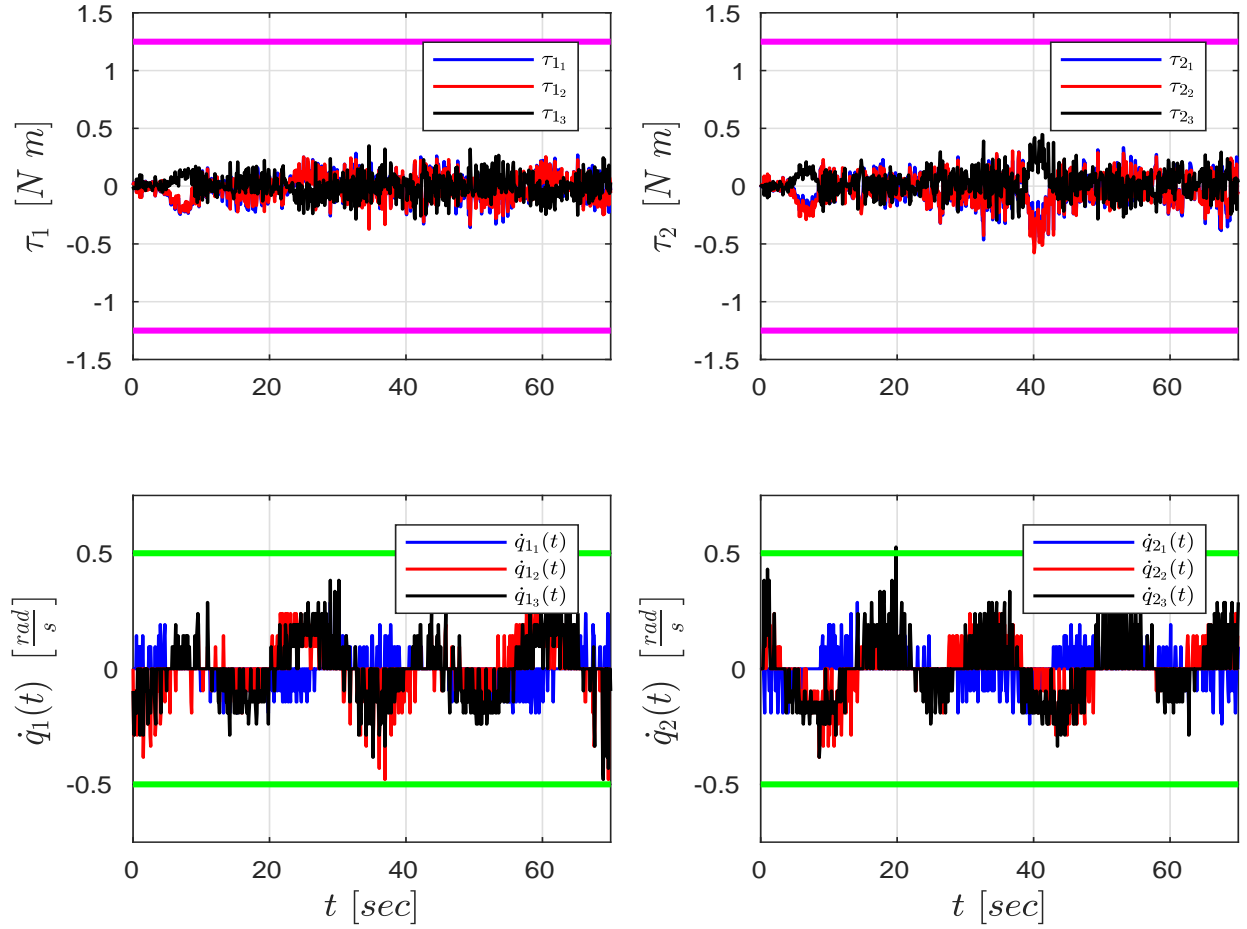 1.5
1
0.5
0
-0.5
-1
-1.5
τ₁ [N m]
τ₁₁
τ₁₂
τ₁₃
0 20 40 60
1.5
1
0.5
0
-0.5
-1
-1.5
τ₂ [N m]
τ₂₁
τ₂₂
τ₂₃
0 20 40 60
0.5
0
-0.5
q̇₁(t) [rad/s]
q̇₁₁(t)
q̇₁₂(t)
q̇₁₃(t)
0 20 40 60
t [sec]
0.5
0
-0.5
q̇₂(t) [rad/s]
q̇₂₁(t)
q̇₂₂(t)
q̇₂₃(t)
0 20 40 60
t [sec]